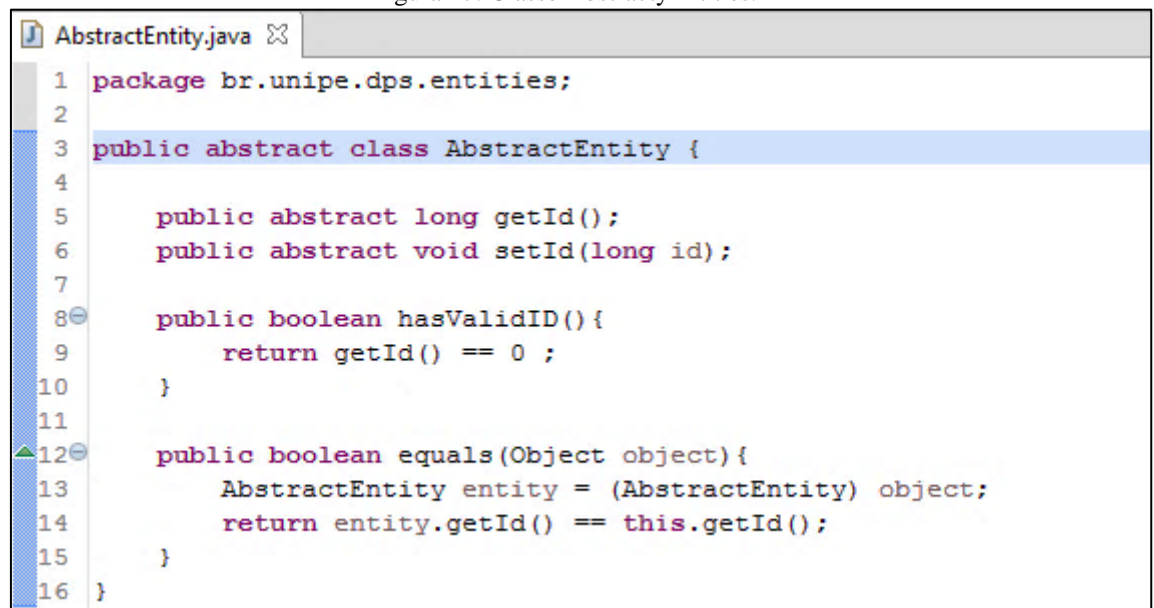 AbstractEntity.java
1 package br.unipe.dps.entities;
2
3 public abstract class AbstractEntity {
4
5     public abstract long getId();
6     public abstract void setId(long id);
7
8     public boolean hasValidID(){
9         return getId() == 0 ;
10     }
11
12     public boolean equals(Object object){
13         AbstractEntity entity = (AbstractEntity) object;
14         return entity.getId() == this.getId();
15     }
16 }